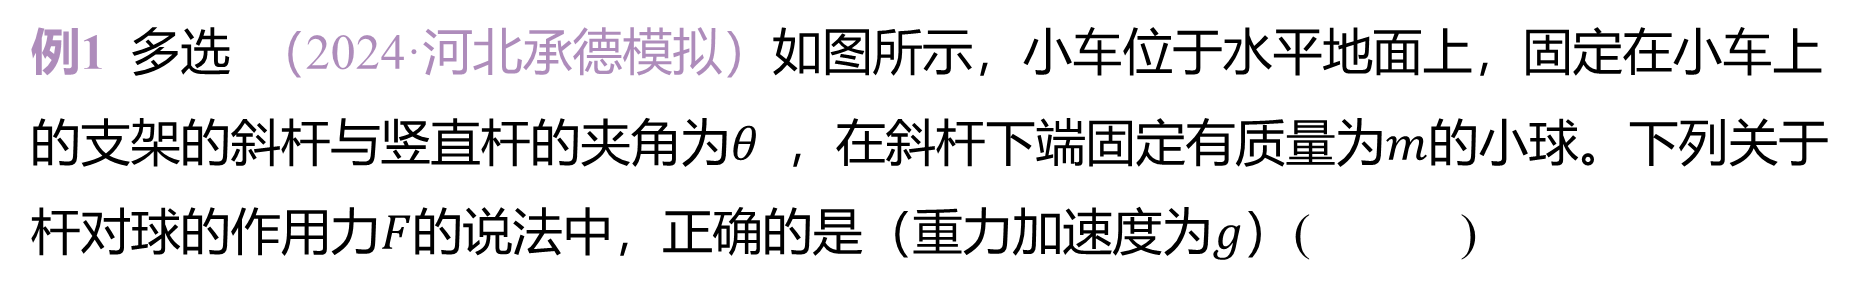 例1 多选 （2024·河北承德模拟）如图所示，小车位于水平地面上，固定在小车上
的支架的斜杆与竖直杆的夹角为θ ，在斜杆下端固定有质量为m的小球。下列关于
杆对球的作用力F的说法中，正确的是（重力加速度为g）( )